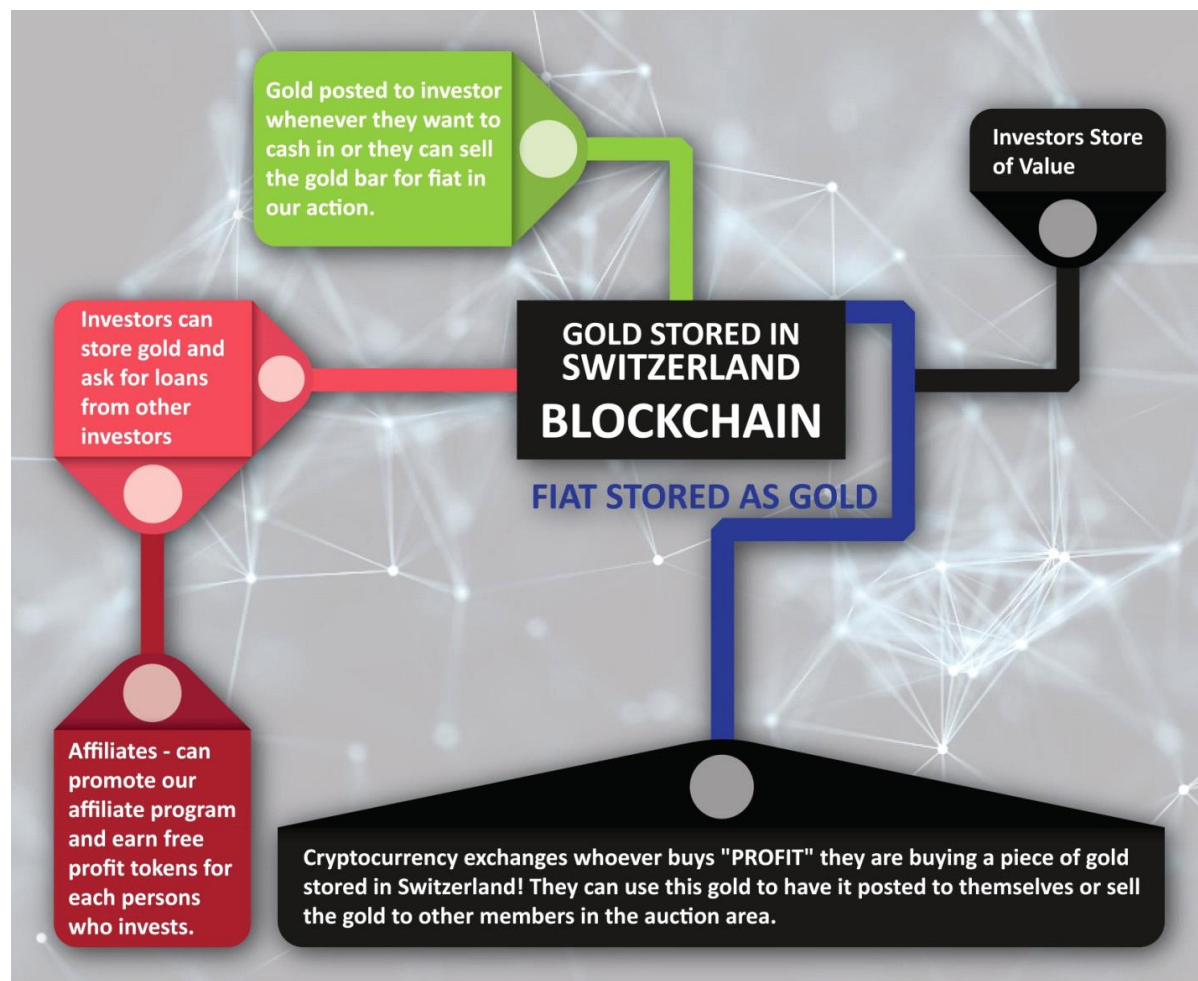 Gold posted to investor
whenever they want to
cash in or they can sell
the gold bar for fiat in
our action.
Investors Store
of Value
Investors can
store gold and
ask for loans
from other
investors
GOLD STORED IN
SWITZERLAND
BLOCKCHAIN
FIAT STORED AS GOLD
Affiliates - can
promote our
affiliate program
and earn free
profit tokens for
each persons
who invests.
Cryptocurrency exchanges whoever buys "PROFIT" they are buying a piece of gold
stored in Switzerland! They can use this gold to have it posted to themselves or sell
the gold to other members in the auction area.